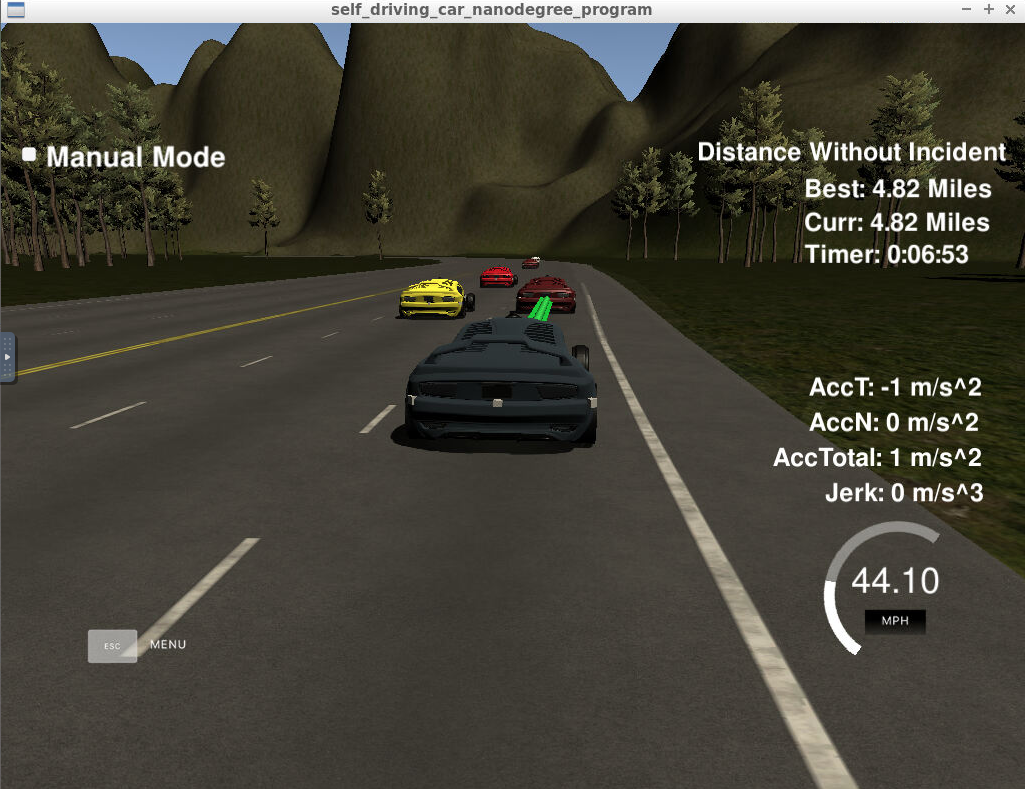 self_driving_car_nanodegree_program
Manual Mode
Distance Without Incident
Best: 4.82 Miles
Curr: 4.82 Miles
Timer: 0:06:53
AccT: -1 m/s^2
AccN: 0 m/s^2
AccTotal: 1 m/s^2
Jerk: 0 m/s^3
44.10
MPH
ESC MENU